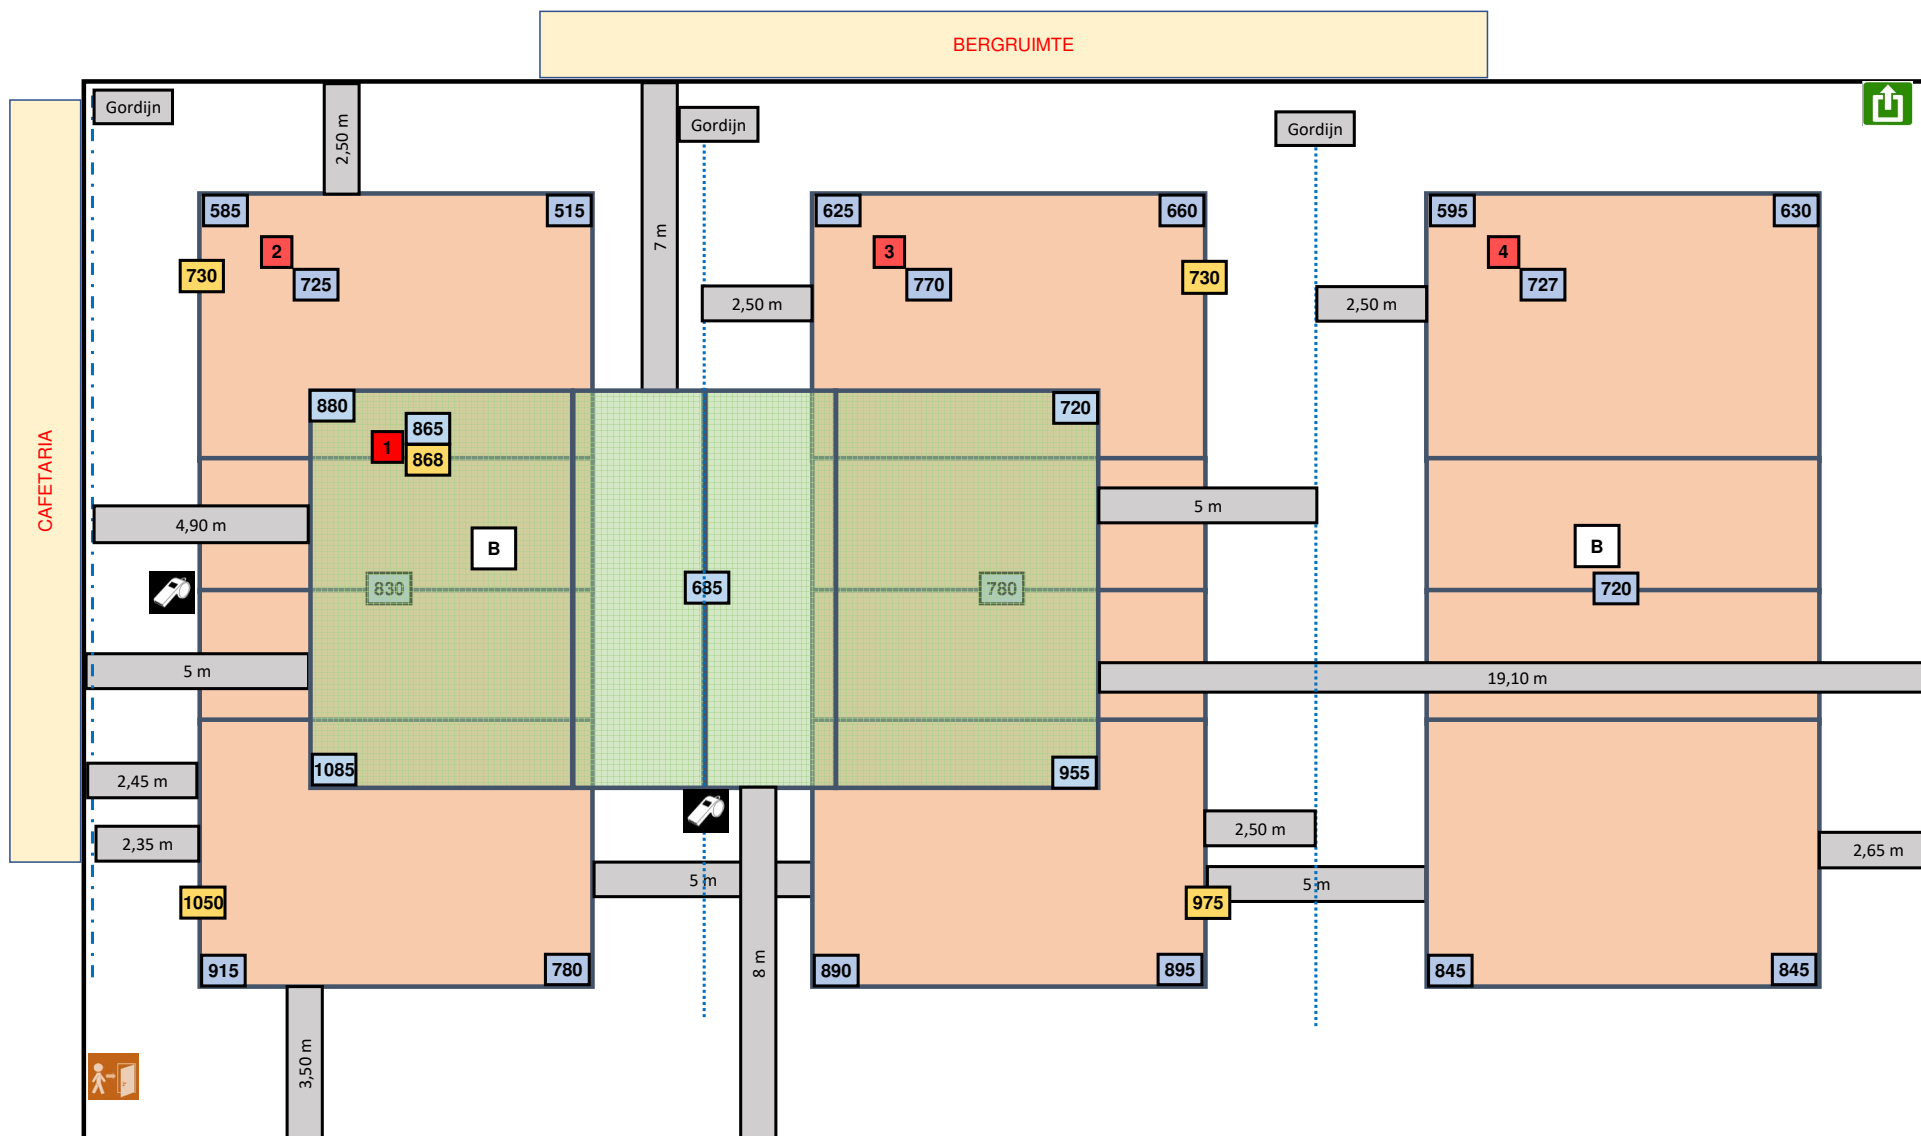 BERGRUIMTE
CAFETARIA
Gordijn
2,50 m
7 m
Gordijn
Gordijn
585
515
625
660
595
630
2
3
4
730
725
770
730
727
2,50 m
2,50 m
880
720
1
865
868
4,90 m
5 m
B
B
830
685
780
720
5 m
19,10 m
1085
955
2,45 m
2,35 m
2,50 m
2,65 m
5 m
5 m
1050
975
915
780
890
895
845
845
8 m
3,50 m